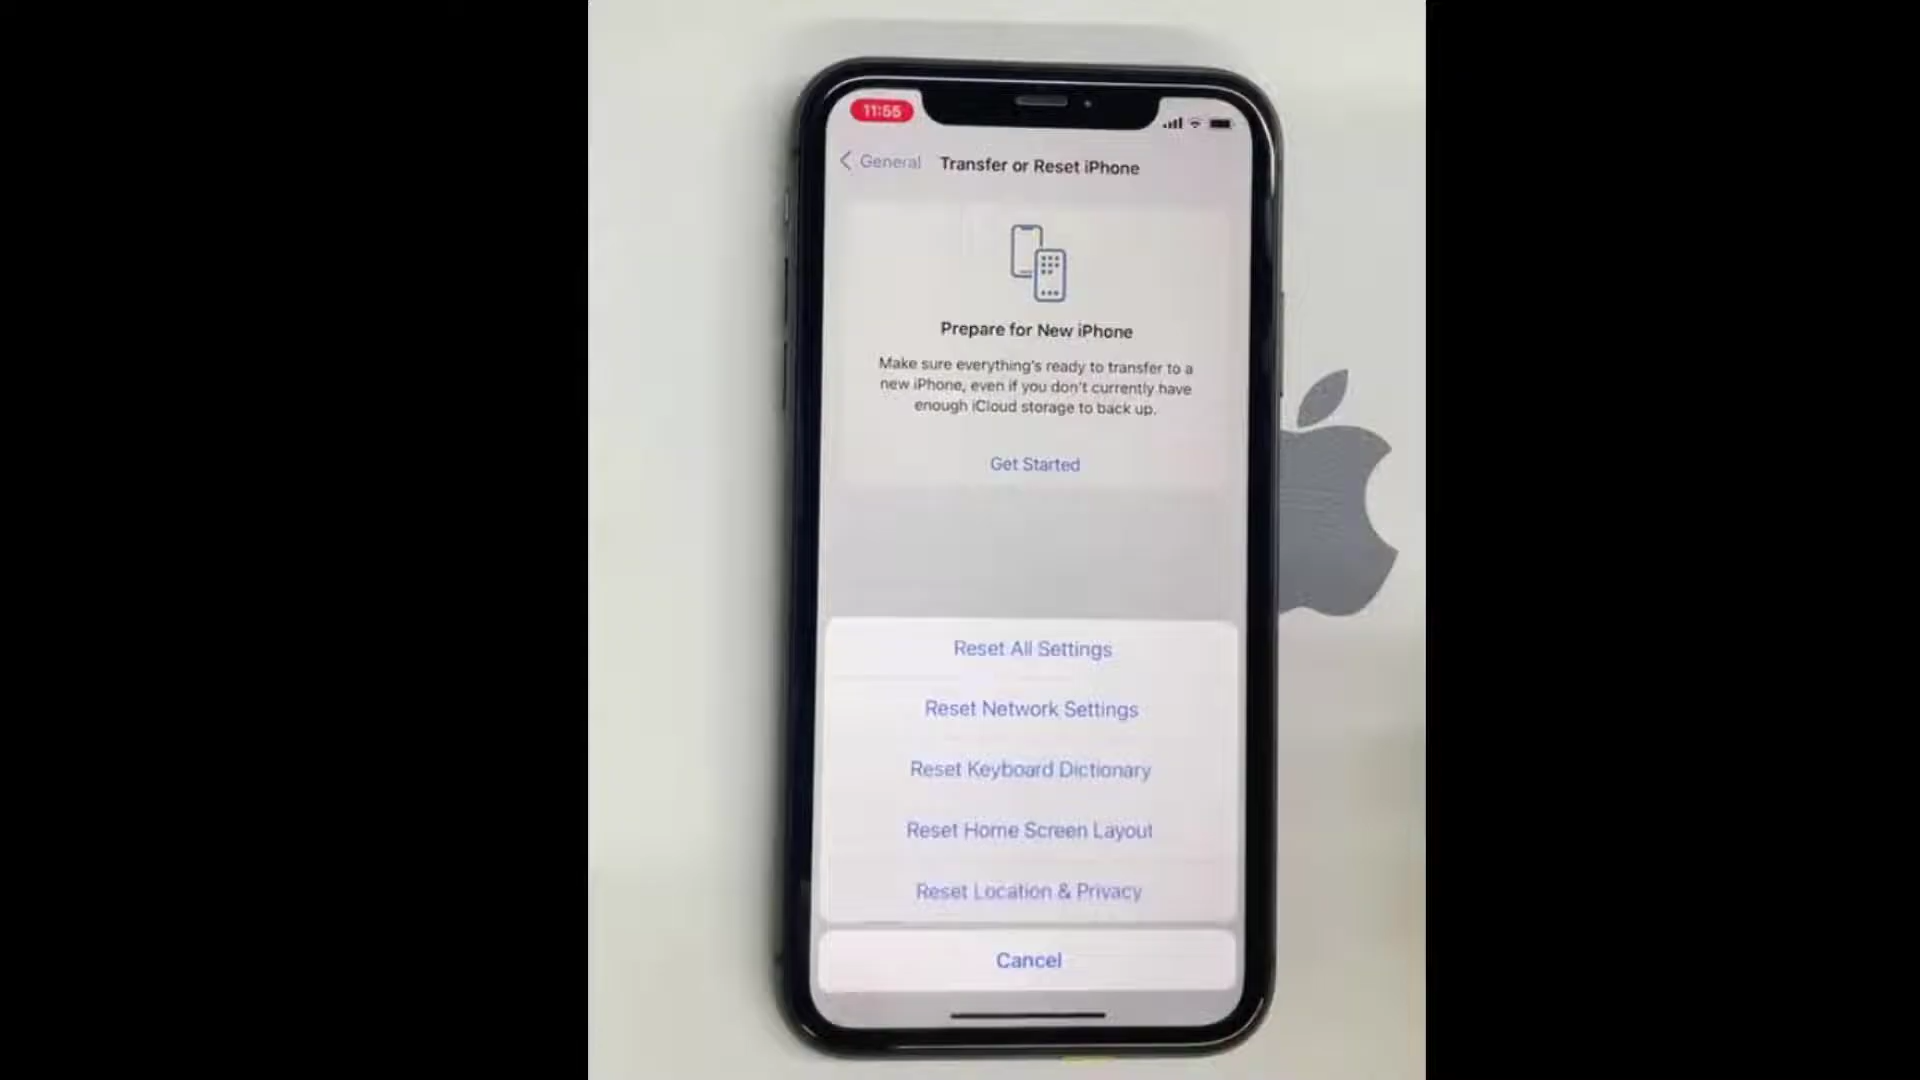 11:55
General
Transfer or Reset iPhone
Prepare for New iPhone
Make sure everything's ready to transfer to a
new iPhone, even if you don't currently have
enough iCloud storage to back up.
Get Started
Reset All Settings
Reset Network Settings
Reset Keyboard Dictionary
Reset Home Screen Layout
Reset Location & Privacy
Cancel